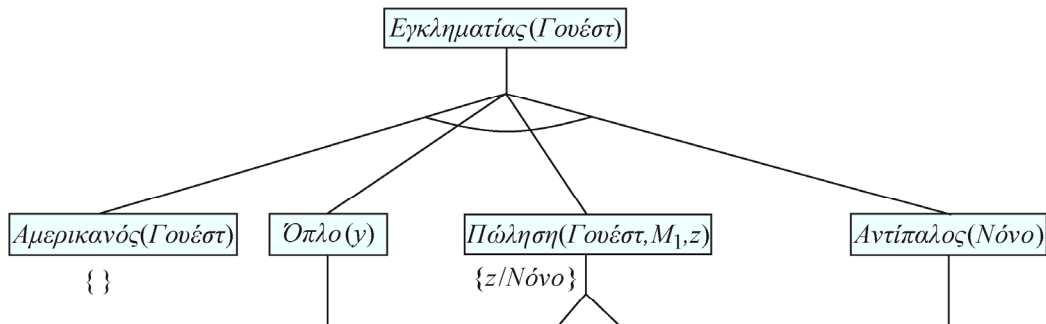 Εγκληματίας(Γουέστ)
Αμερικανός(Γουέστ)
Όπλο(y)
Πώληση(Γουέστ,M₁,z)
Αντίπαλος(Νόνο)
{ }
{z/Νόνο}